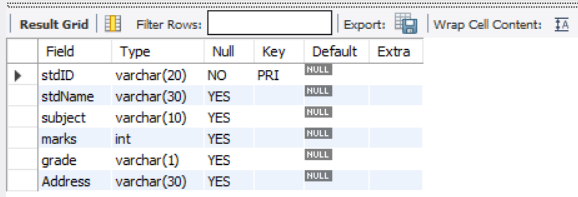 Result Grid Filter Rows: Export: Wrap Cell Content: IA
Field Type Null Key Default Extra
stdID varchar(20) NO PRI NULL
stdName varchar(30) YES NULL
subject varchar(10) YES NULL
marks int YES NULL
grade varchar(1) YES NULL
Address varchar(30) YES NULL